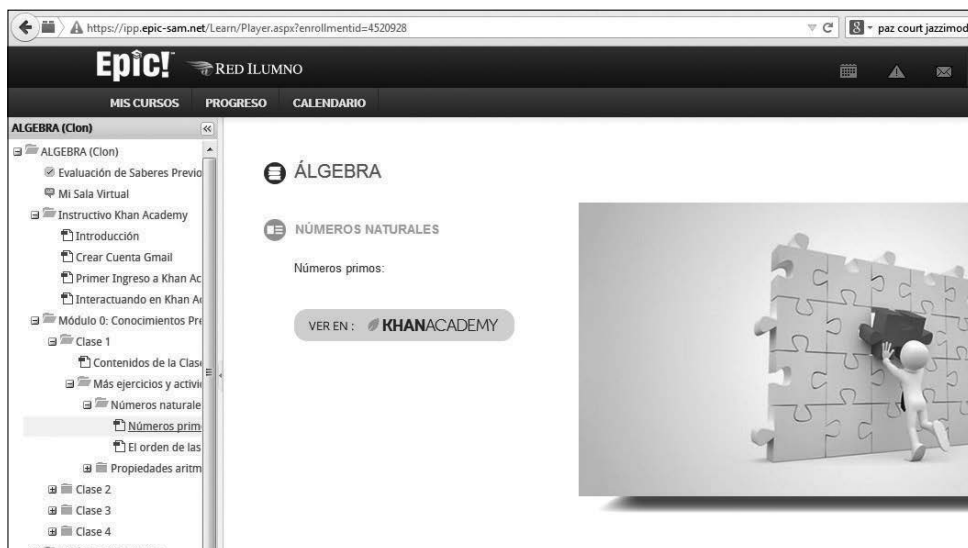 https://ipp.epic-sam.net/Learn/Player.aspx?enrollmentid=4520928
8 paz court jazzimod
Epic! RED ILUMNO
MIS CURSOS PROGRESO CALENDARIO
ALGEBRA (Clon)
ALGEBRA (Clon)
Evaluación de Saberes Previo
Mi Sala Virtual
Instructivo Khan Academy
Introducción
Crear Cuenta Gmail
Primer Ingreso a Khan Ac
Interactuando en Khan A
Módulo 0: Conocimientos Pre
Clase 1
Contenidos de la Clas
Más ejercicios y activi
Números naturale
Números prim
El orden de las
Propiedades aritm
Clase 2
Clase 3
Clase 4
ÁLGEBRA
NÚMEROS NATURALES
Números primos:
VER EN : KHANACADEMY